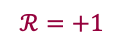 ℛ = +1